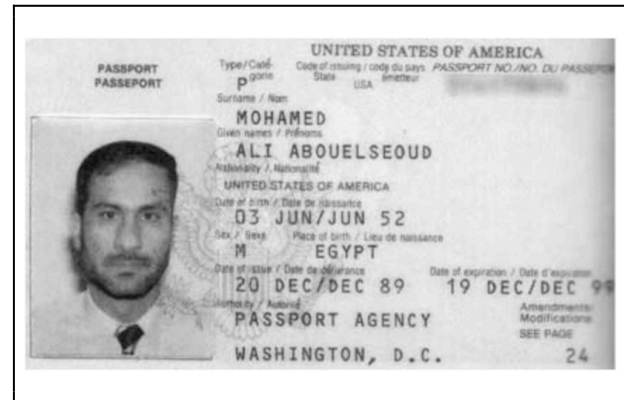 UNITED STATES OF AMERICA
PASSPORT
PASSEPORT
Type/Caté-
gorie
P
Code of issuing / code du pays
State émetteur
USA
PASSPORT NO./NO. DU PASSEPORT
Surname / Nom
MOHAMED
Given names / Prénoms
ALI ABOUELSEOUD
Nationality / Nationalité
UNITED STATES OF AMERICA
Date of birth / Date de naissance
03 JUN/JUN 52
Sex / Sexe Place of birth / Lieu de naissance
M EGYPT
Date of issue / Date de délivrance Date of expiration / Date d'expiration
20 DEC/DEC 89 19 DEC/DEC 99
Authority / Autorité
PASSPORT AGENCY
Amendments/
Modifications
SEE PAGE
WASHINGTON, D.C. 24